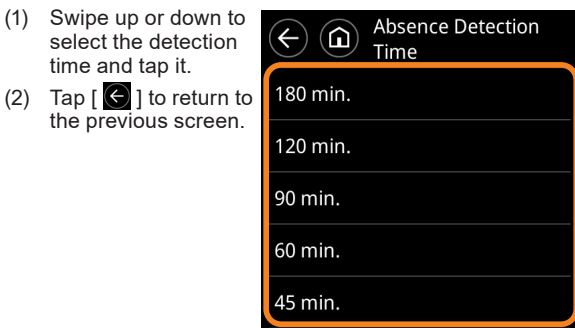 (1) Swipe up or down to
select the detection
time and tap it.
(2) Tap [ ← ] to return to
the previous screen.
Absence Detection
Time
180 min.
120 min.
90 min.
60 min.
45 min.